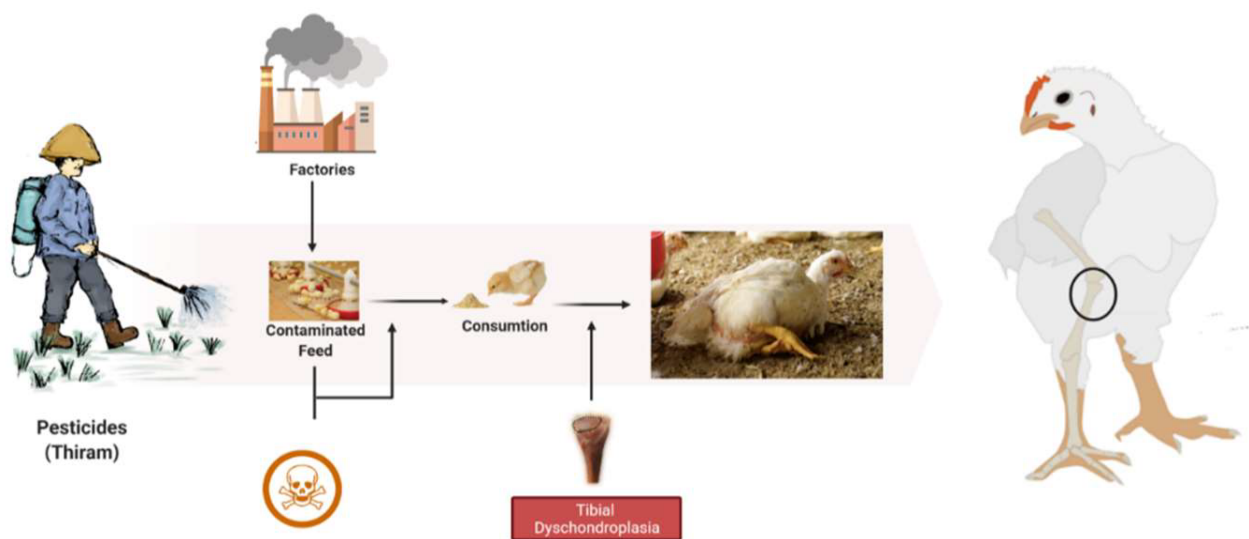 Factories
Contaminated
Feed
Consumtion
Pesticides
(Thiram)
Tibial
Dyschondroplasia